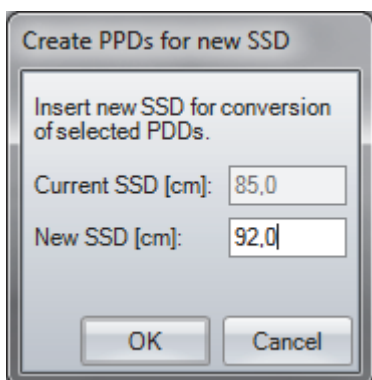 Create PPDs for new SSD
Insert new SSD for conversion
of selected PDDs.
Current SSD [cm]: 85,0
New SSD [cm]: 92,0
OK Cancel